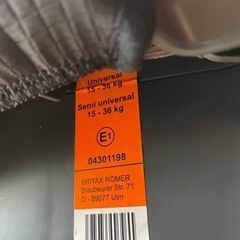 Universal
15 - 36 kg
Semi universal
15 - 36 kg
E1
04301198
BRITAX RÖMER
Blaubeurer Str. 71
D - 89077 Ulm